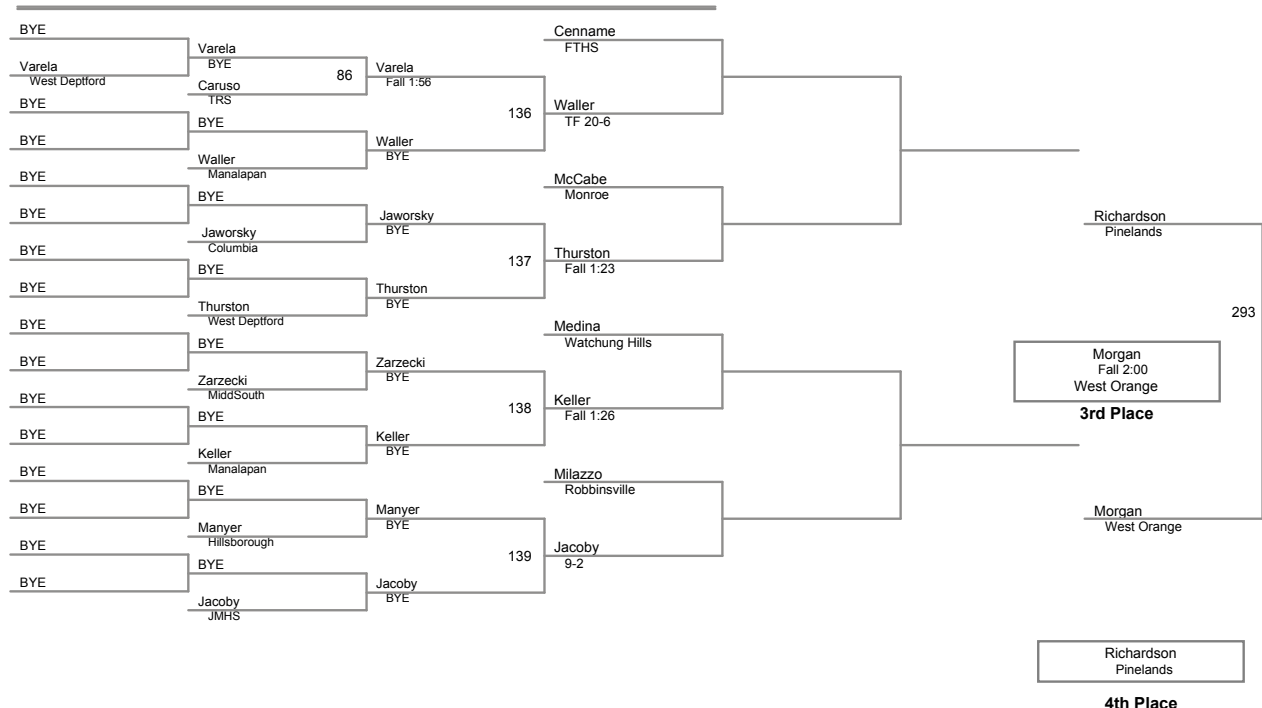 BYE
Varela
West Deptford
BYE
BYE
BYE
BYE
BYE
BYE
BYE
BYE
BYE
BYE
BYE
BYE
BYE
BYE
Varela
BYE
Caruso
TRS
BYE
Waller
Manalapan
BYE
Jaworsky
Columbia
BYE
Thurston
West Deptford
BYE
Zarzecki
MiddSouth
BYE
Keller
Manalapan
BYE
Manyer
Hillsborough
BYE
Jacoby
JMHS
86
Varela
Fall 1:56
Waller
BYE
Jaworsky
BYE
Thurston
BYE
Zarzecki
BYE
Keller
BYE
Manyer
BYE
Jacoby
BYE
136
137
138
139
Cenname
FTHS
Waller
TF 20-6
McCabe
Monroe
Thurston
Fall 1:23
Medina
Watchung Hills
Keller
Fall 1:26
Milazzo
Robbinsville
Jacoby
9-2
Richardson
Pinelands
293
Morgan
Fall 2:00
West Orange
3rd Place
Morgan
West Orange
Richardson
Pinelands
4th Place